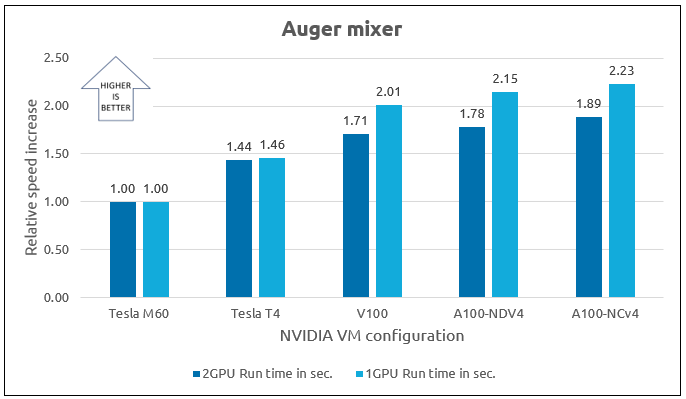 Auger mixer
HIGHER
IS
BETTER
Relative speed increase
2.50
2.00
1.50
1.00
0.50
0.00
1.00 1.00
1.44 1.46
1.71 2.01
1.78 2.15
1.89 2.23
Tesla M60 Tesla T4 V100 A100-NDV4 A100-NCv4
NVIDIA VM configuration
2GPU Run time in sec. 1GPU Run time in sec.